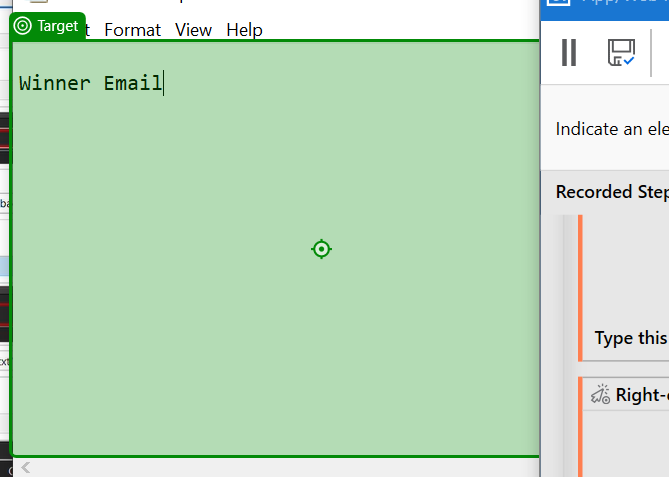 Target
Format View Help
Winner Email
Indicate an ele
Recorded Step
Type this
Right-